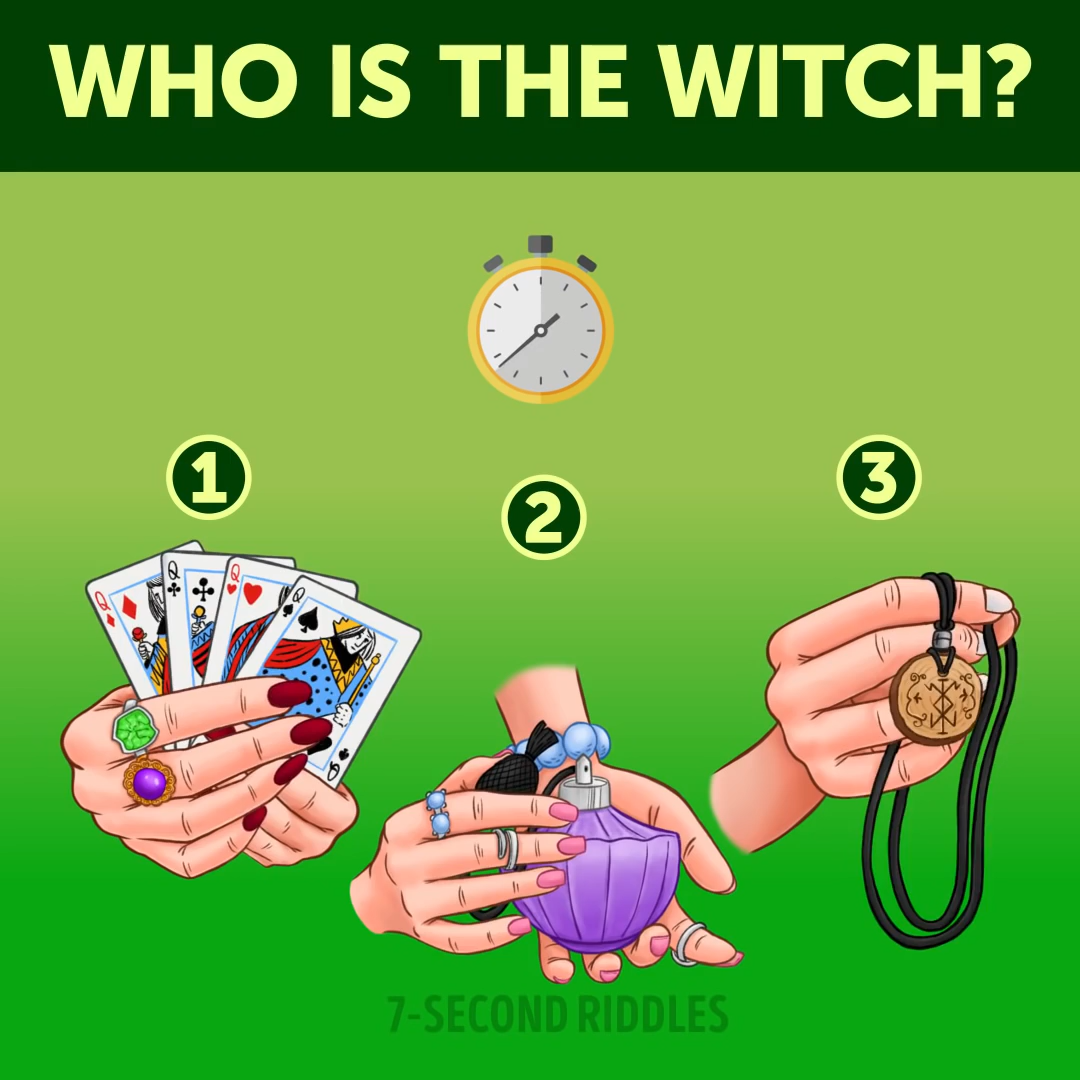 WHO IS THE WITCH?
1
2
3
Q
Q
Q
Q
Q
7-SECOND RIDDLES